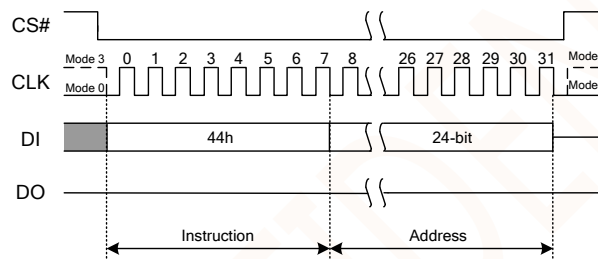 CS#
Mode 3 0 1 2 3 4 5 6 7 8 26 27 28 29 30 31 Mode
CLK
Mode 0 Mode
DI 44h 24-bit
DO
Instruction Address